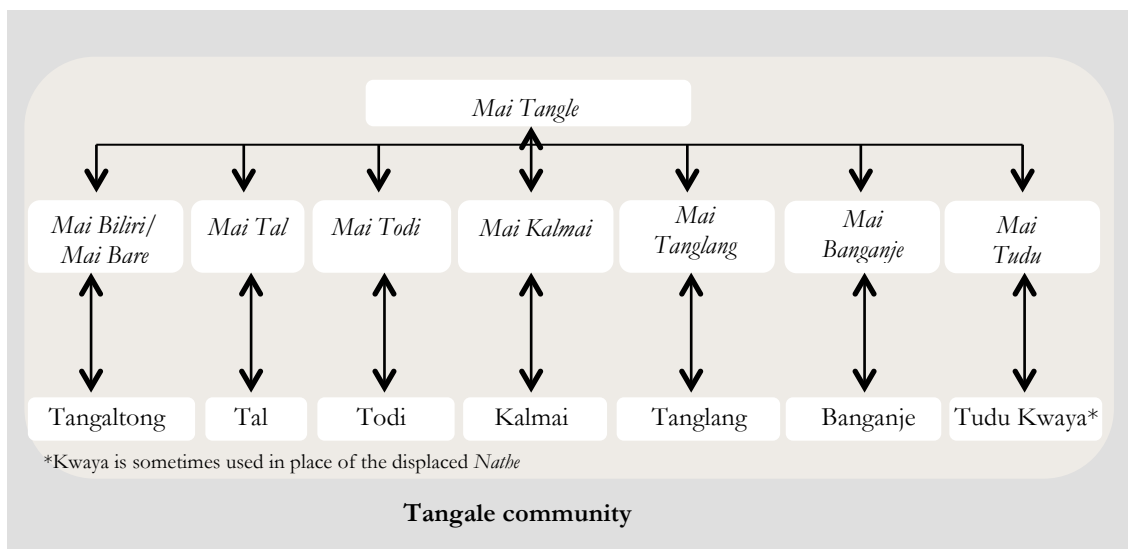 Mai Tangle
Mai Biliri/
Mai Bare
Mai Tal
Mai Todi
Mai Kalmai
Mai
Tanglang
Mai
Banganje
Mai
Tudu
Tangaltong
Tal
Todi
Kalmai
Tanglang
Banganje
Tudu Kwaya*
*Kwaya is sometimes used in place of the displaced Nathe
Tangale community